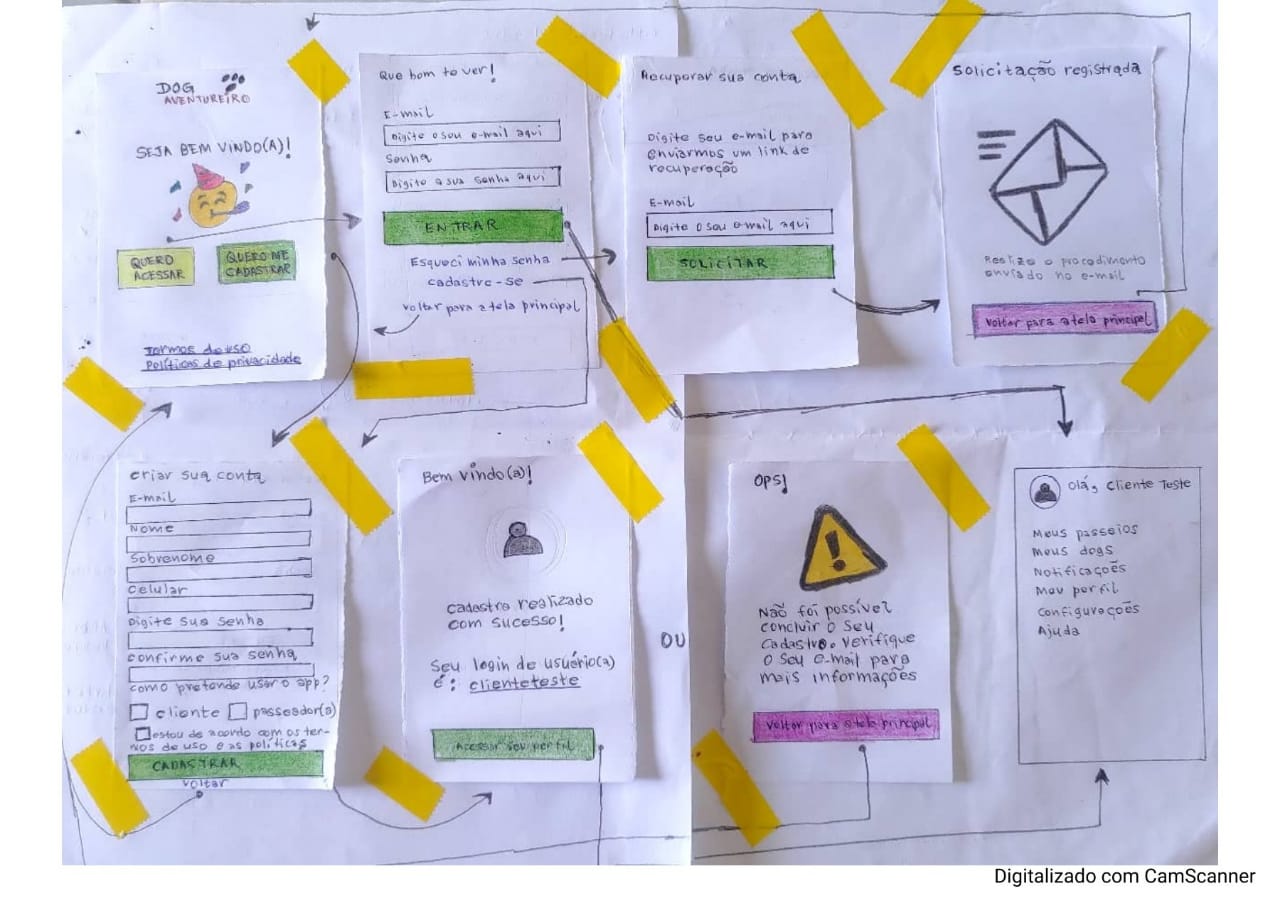 DOG
AVENTUREIRO
SEJA BEM VINDO(A)!
QUERO
ACESSAR
QUERO ME
CADASTRAR
Termos de uso
Políticas de privacidade
Que bom te ver!
E-mail
Digite o seu e-mail aqui
Senha
Digite a sua senha aqui
ENTRAR
Esqueci minha senha
cadastre-se
voltar para a tela principal
Recuperar sua conta
Digite seu e-mail para
enviarmos um link de
recuperação
E-mail
Digite o seu e-mail aqui
SOLICITAR
Solicitação registrada
Realize o procedimento
enviado no e-mail
Voltar para a tela principal
criar sua conta
E-mail
Nome
Sobrenome
Celular
Digite sua senha
confirme sua senha
como pretende usar o app?
cliente passeador(a)
estou de acordo com os ter-
mos de uso e as políticas
CADASTRAR
voltar
Bem vindo(a)!
cadastro realizado
com sucesso!
Seu login de usuário(a)
é: clienteteste
Acessar seu perfil
OU
OPS!
Não foi possível
concluir o seu
cadastro. Verifique
o seu e-mail para
mais informações
Voltar para a tela principal
Olá, Cliente Teste
Meus passeios
Meus dogs
Notificações
Meu perfil
Configurações
Ajuda
Digitalizado com CamScanner